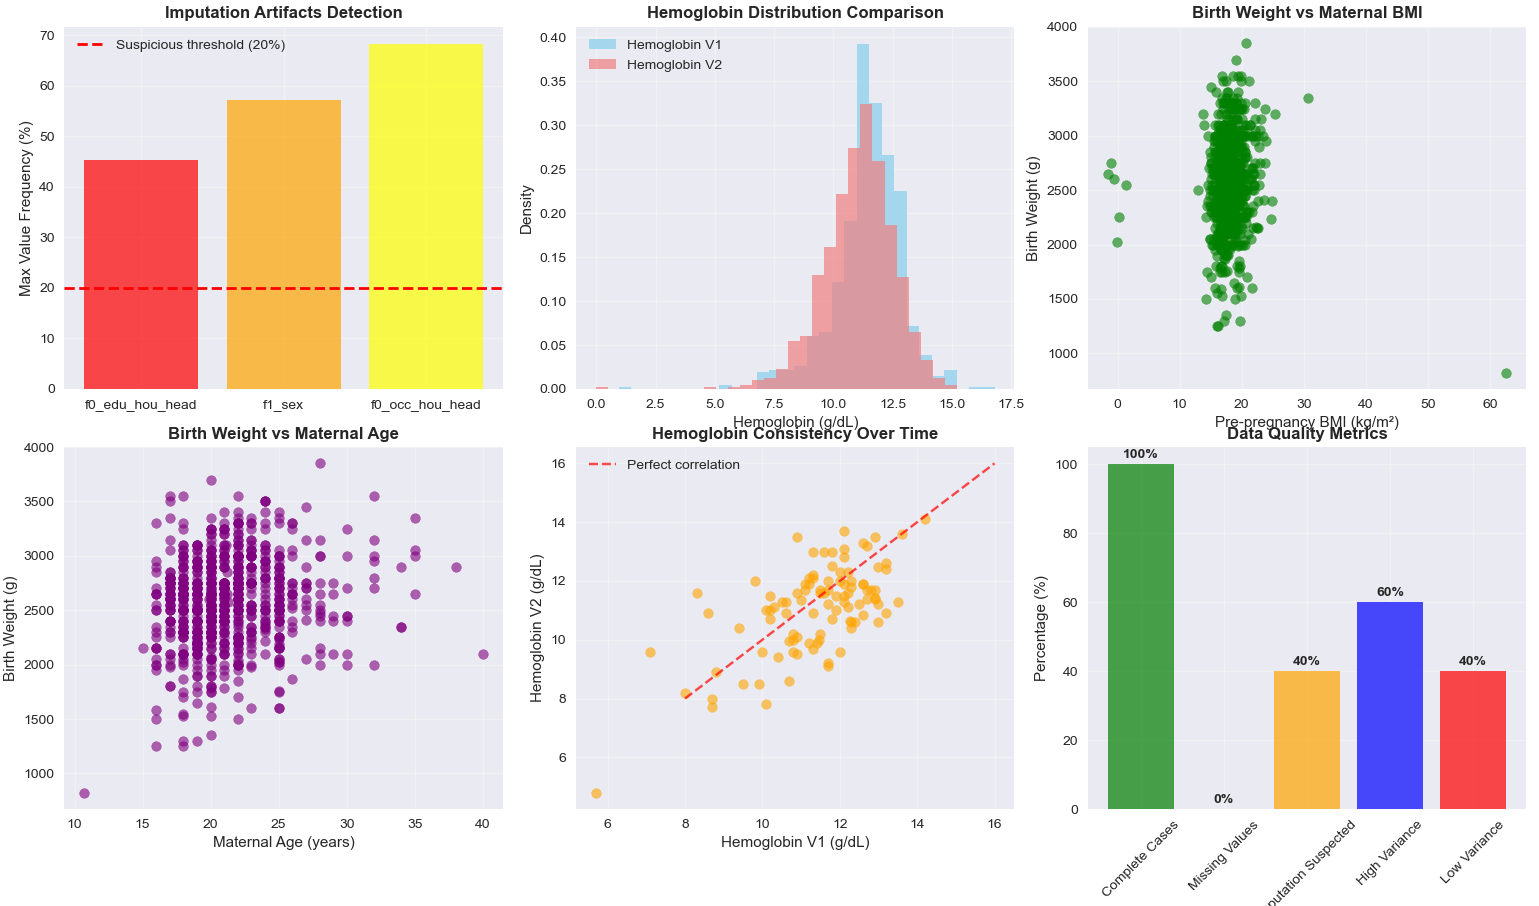 Imputation Artifacts Detection
Max Value Frequency (%)
70
60
50
40
30
20
10
0
Suspicious threshold (20%)
f0_edu_hou_head
f1_sex
f0_occ_hou_head
Hemoglobin Distribution Comparison
Density
0.40
0.35
0.30
0.25
0.20
0.15
0.10
0.05
0.00
Hemoglobin V1
Hemoglobin V2
0.0
2.5
5.0
7.5
10.0
12.5
15.0
17.5
Hemoglobin (g/dL)
Birth Weight vs Maternal BMI
Birth Weight (g)
4000
3500
3000
2500
2000
1500
1000
0
10
20
30
40
50
60
Pre-pregnancy BMI (kg/m²)
Birth Weight vs Maternal Age
Birth Weight (g)
4000
3500
3000
2500
2000
1500
1000
10
15
20
25
30
35
40
Maternal Age (years)
Hemoglobin Consistency Over Time
Hemoglobin V2 (g/dL)
16
14
12
10
8
6
Perfect correlation
6
8
10
12
14
16
Hemoglobin V1 (g/dL)
Data Quality Metrics
Percentage (%)
100
80
60
40
20
0
100%
0%
40%
60%
40%
Complete Cases
Missing Values
putation Suspected
High Variance
Low Variance